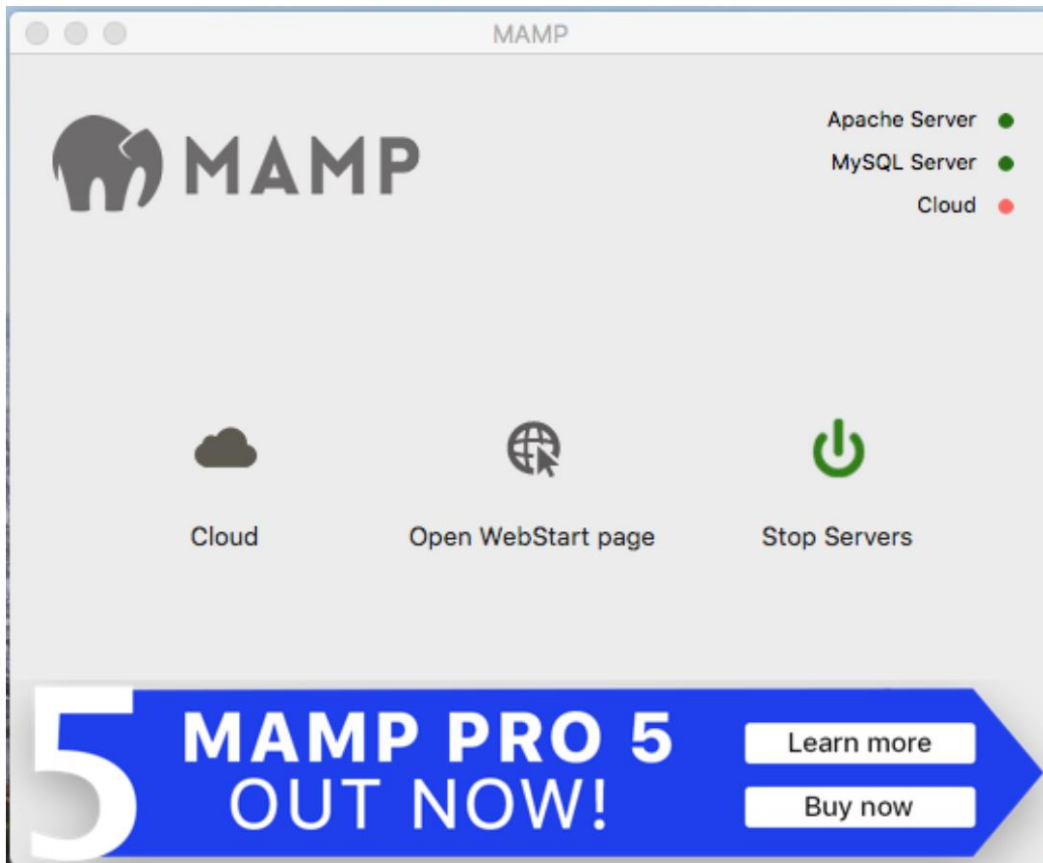 MAMP
MAMP
Apache Server
MySQL Server
Cloud
Cloud
Open WebStart page
Stop Servers
5
MAMP PRO 5
OUT NOW!
Learn more
Buy now